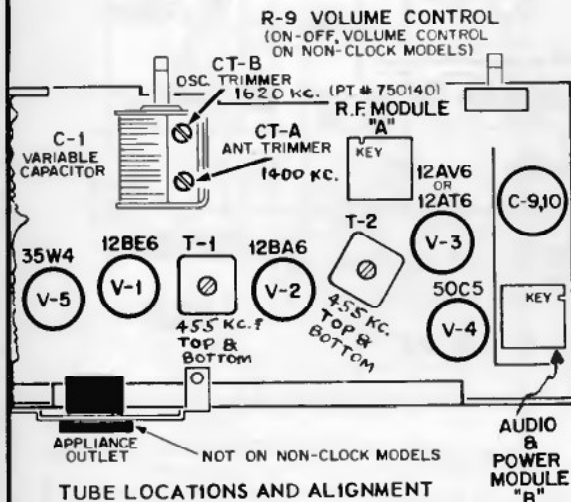 R-9 VOLUME CONTROL
(ON-OFF, VOLUME CONTROL
ON NON-CLOCK MODELS)
CT-B
OSC. TRIMMER
1620 KC. (PT # 750140)
R.F. MODULE
"A"
C-1
VARIABLE
CAPACITOR
CT-A
ANT. TRIMMER
1400 KC.
KEY
12AV6
OR
12AT6
C-9,10
35W4
12BE6
T-1
12BA6
T-2
V-3
V-5
V-1
V-2
50C5
V-4
KEY
455 KC.
TOP &
BOTTOM
455 KC.
TOP &
BOTTOM
APPLIANCE
OUTLET
NOT ON NON-CLOCK MODELS
AUDIO
&
POWER
MODULE
"B"
TUBE LOCATIONS AND ALIGNMENT